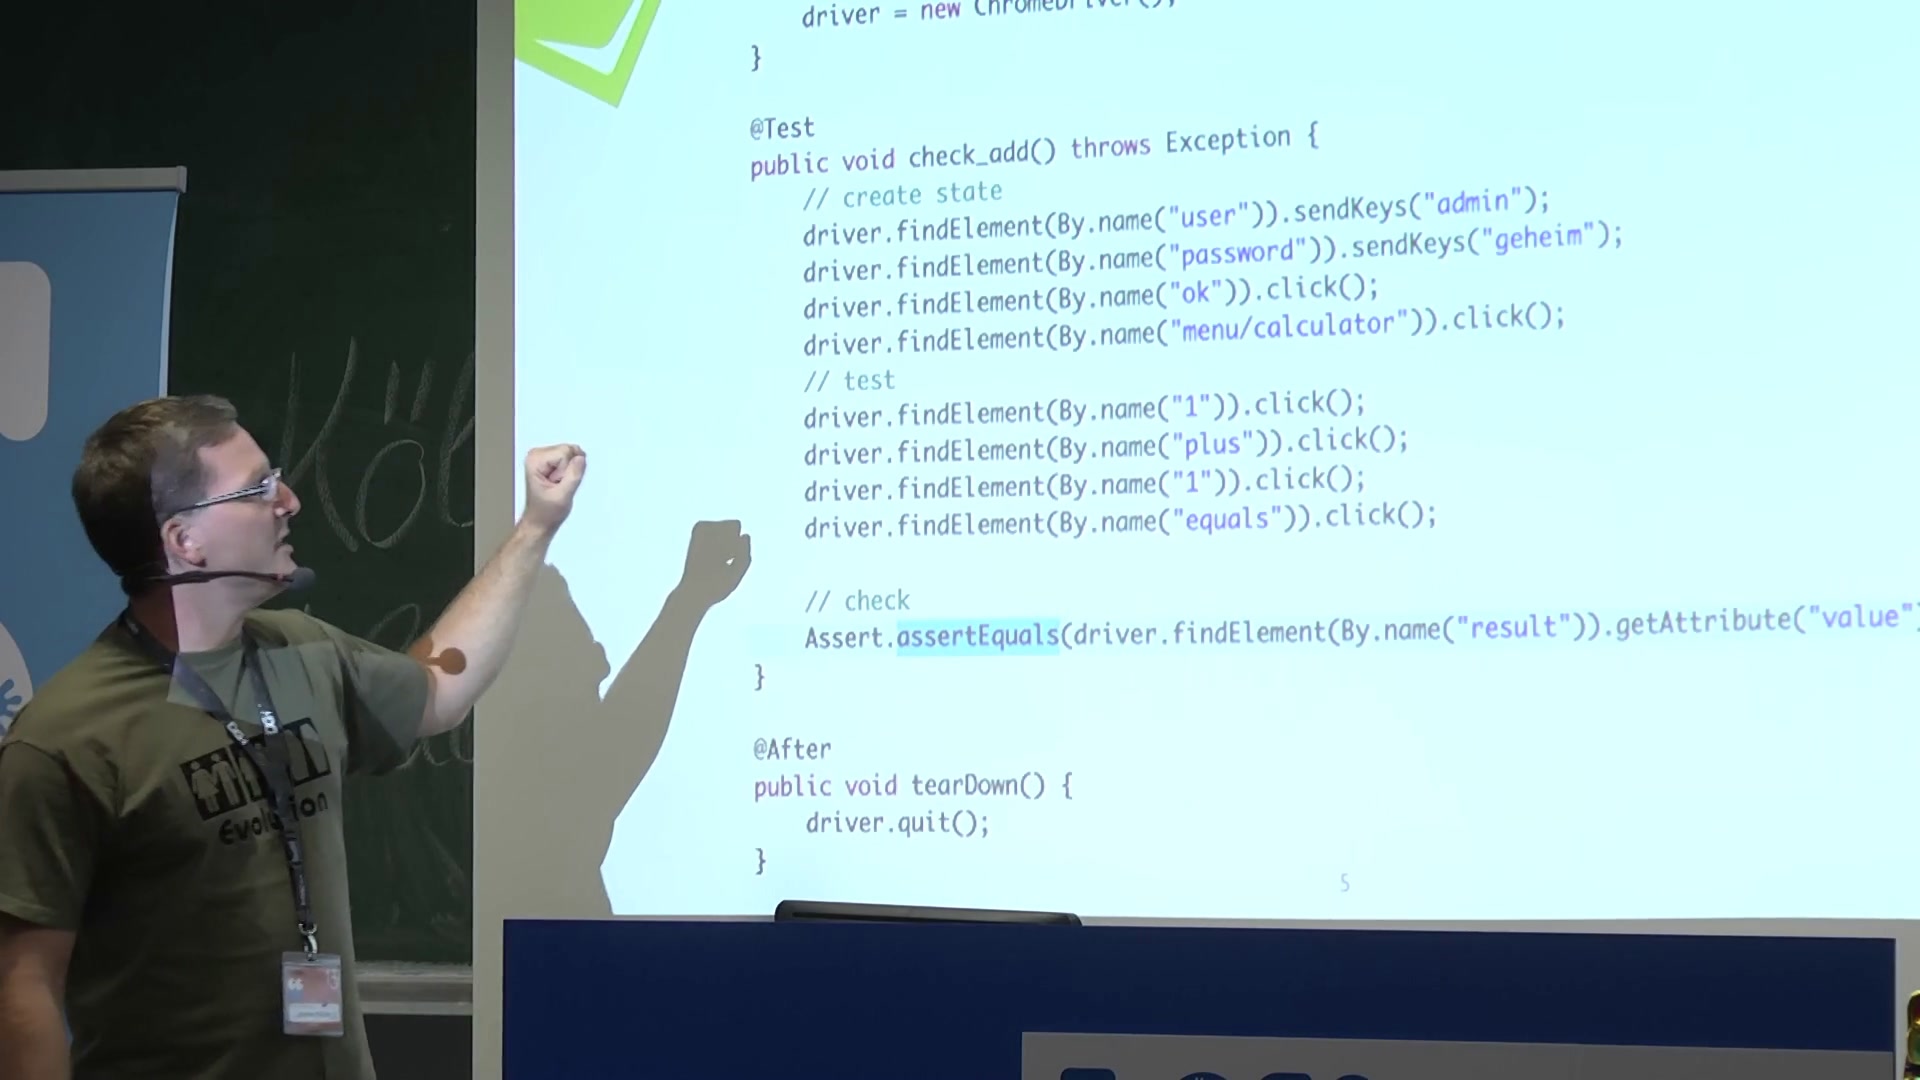 driver = new ChromeDriver();
}
@Test
public void check_add() throws Exception {
// create state
driver.findElement(By.name("user")).sendKeys("admin");
driver.findElement(By.name("password")).sendKeys("geheim");
driver.findElement(By.name("ok")).click();
driver.findElement(By.name("menu/calculator")).click();
// test
driver.findElement(By.name("1")).click();
driver.findElement(By.name("plus")).click();
driver.findElement(By.name("1")).click();
driver.findElement(By.name("equals")).click();
// check
Assert.assertEquals(driver.findElement(By.name("result")).getAttribute("value")
}
@After
public void tearDown() {
driver.quit();
}
5